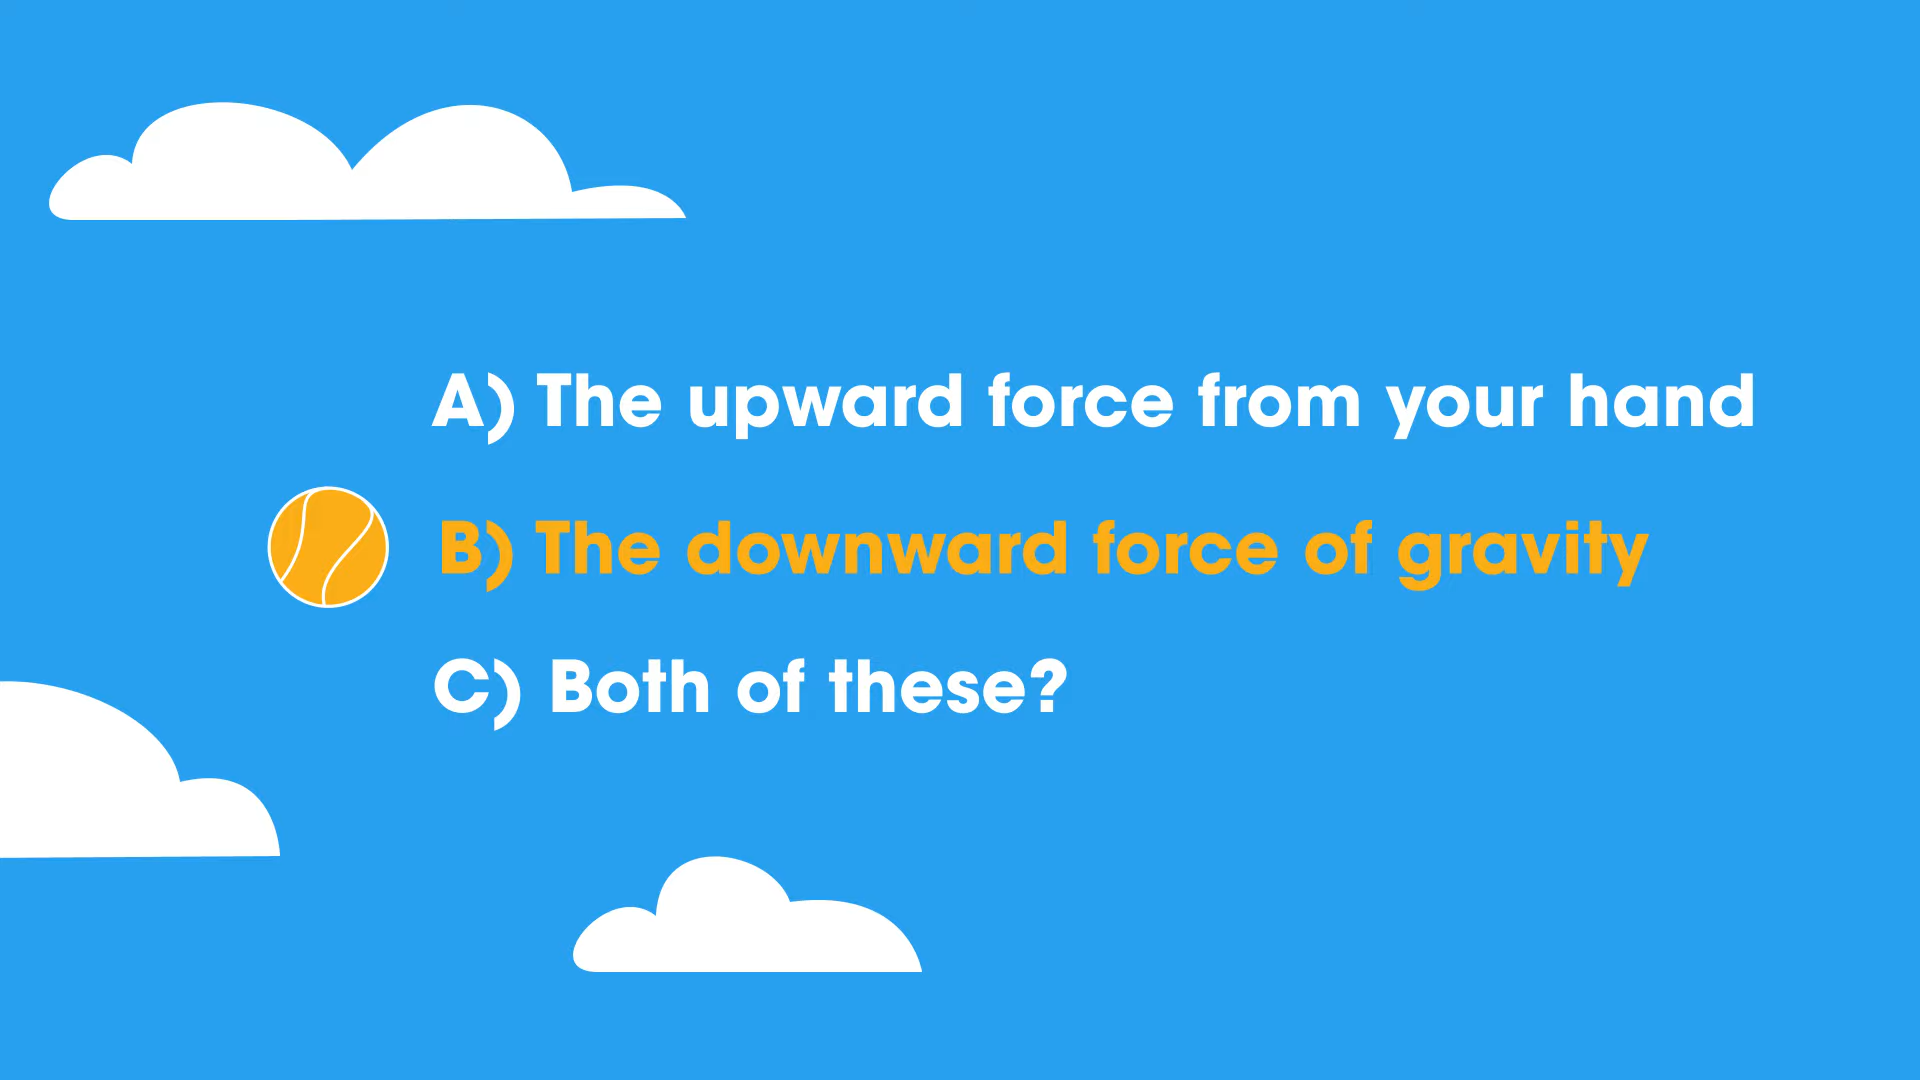 A) The upward force from your hand
B) The downward force of gravity
C) Both of these?